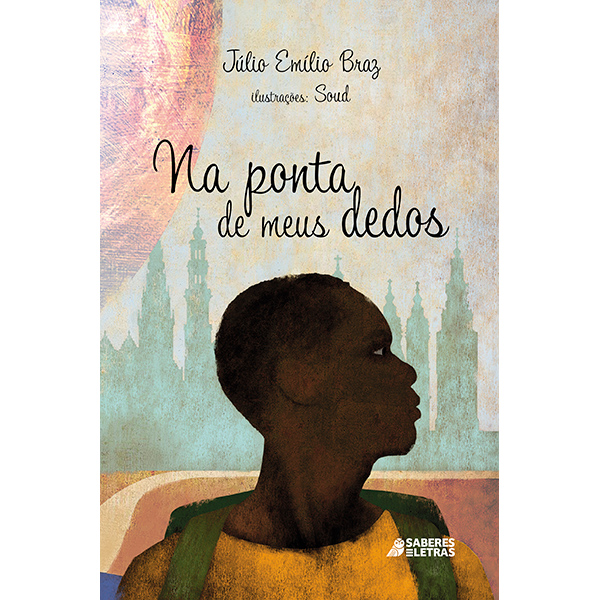 Júlio Emílio Braz
ilustrações: Soud
Na ponta
de meus dedos
SABERES
E LETRAS